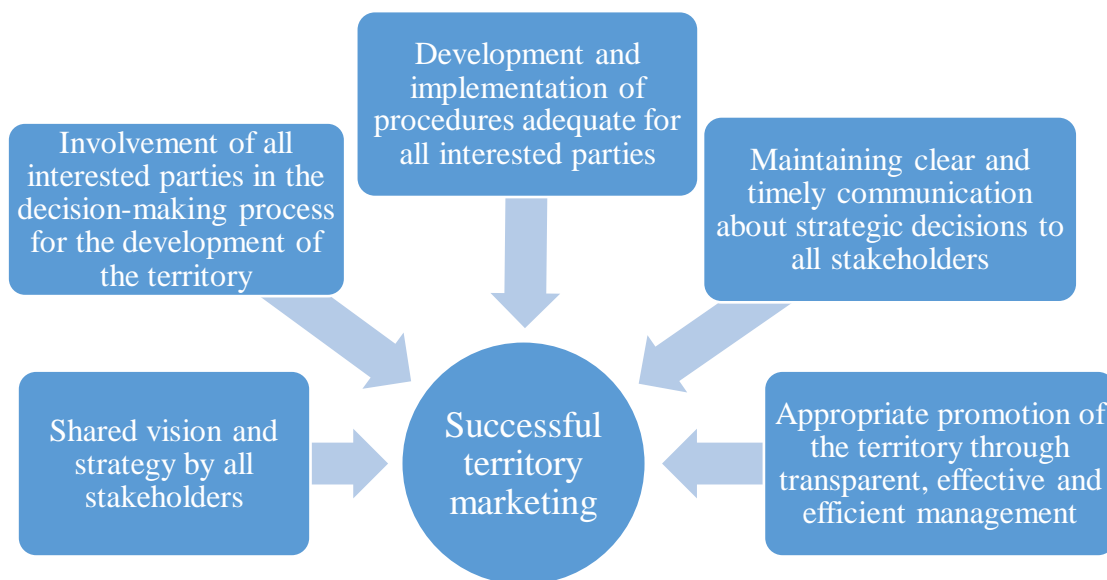 Development and
implementation of
procedures adequate for
all interested parties
Involvement of all
interested parties in the
decision-making process
for the development of
the territory
Maintaining clear and
timely communication
about strategic decisions to
all stakeholders
Shared vision and
strategy by all
stakeholders
Successful
territory
marketing
Appropriate promotion of
the territory through
transparent, effective and
efficient management